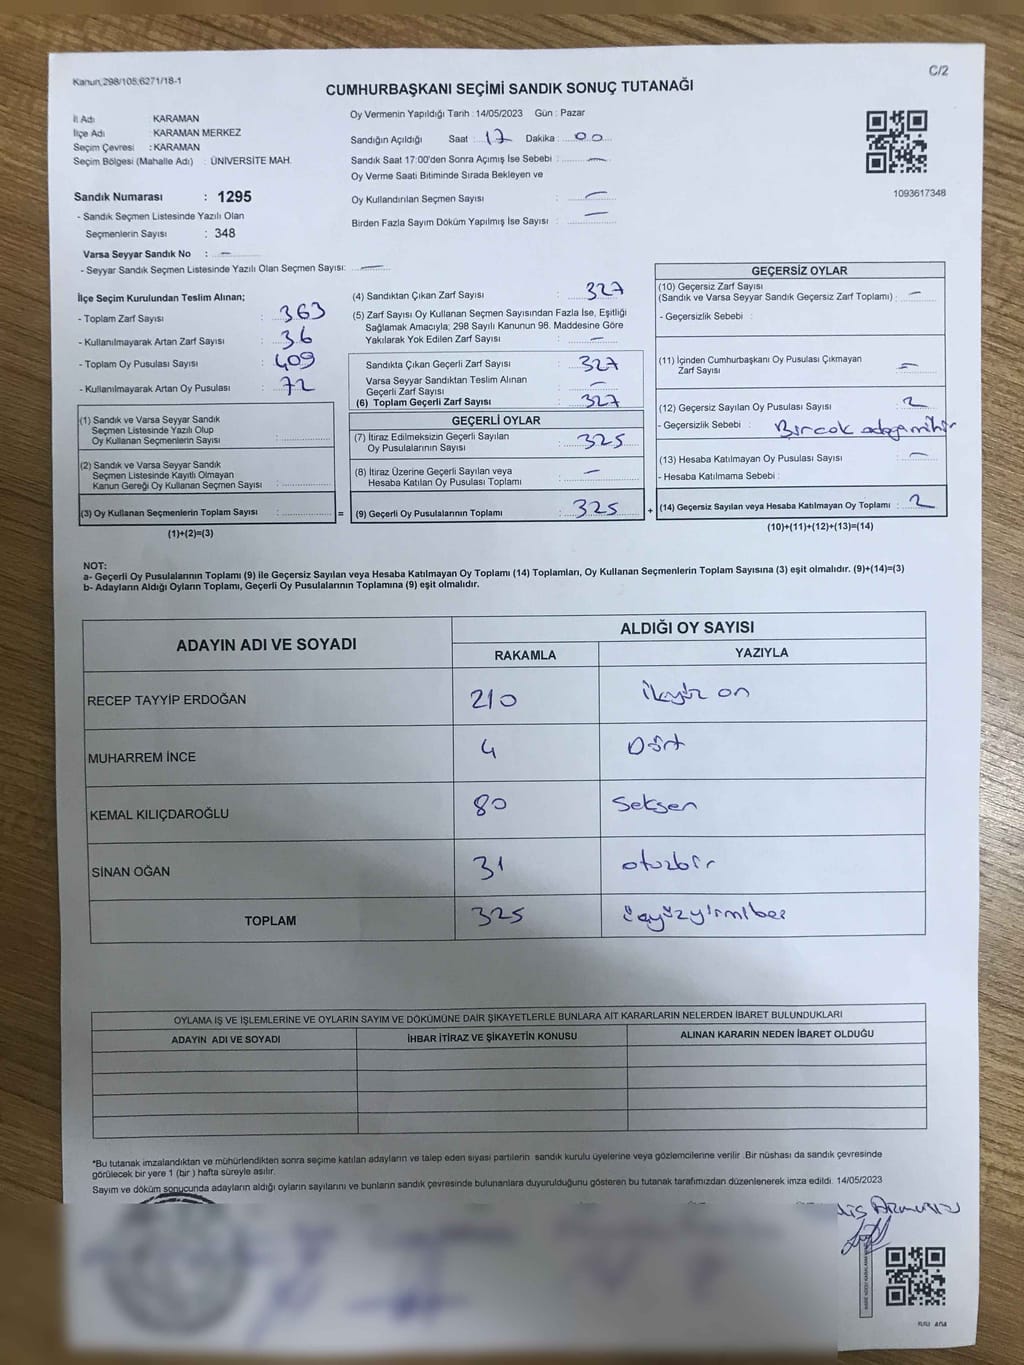 Kanun;298/105;6271/18-1
C/2
CUMHURBAŞKANI SEÇİMİ SANDIK SONUÇ TUTANAĞI
İl Adı KARAMAN
İlçe Adı : KARAMAN MERKEZ
Seçim Çevresi : KARAMAN
Seçim Bölgesi (Mahalle Adı) : ÜNİVERSİTE MAH.
Sandık Numarası : 1295
- Sandık Seçmen Listesinde Yazılı Olan
Seçmenlerin Sayısı : 348
Varsa Seyyar Sandık No : —
- Seyyar Sandık Seçmen Listesinde Yazılı Olan Seçmen Sayısı: —
Oy Vermenin Yapıldığı Tarih : 14/05/2023 Gün : Pazar
Sandığın Açıldığı Saat : 17 Dakika : 00
Sandık Saat 17:00'den Sonra Açımış İse Sebebi : —
Oy Verme Saati Bitiminde Sırada Bekleyen ve
Oy Kullandırılan Seçmen Sayısı : —
Birden Fazla Sayım Döküm Yapılmış İse Sayısı : —
1093617348
İlçe Seçim Kurulundan Teslim Alınan;
- Toplam Zarf Sayısı : 363
- Kullanılmayarak Artan Zarf Sayısı : 36
- Toplam Oy Pusulası Sayısı : 409
- Kullanılmayarak Artan Oy Pusulası : 72
(1) Sandık ve Varsa Seyyar Sandık
Seçmen Listesinde Yazılı Olup
Oy Kullanan Seçmenlerin Sayısı :
(2) Sandık ve Varsa Seyyar Sandık
Seçmen Listesinde Kayıtlı Olmayan
Kanun Gereği Oy Kullanan Seçmen Sayısı :
(3) Oy Kullanan Seçmenlerin Toplam Sayısı :
(1)+(2)=(3)
=
(4) Sandıktan Çıkan Zarf Sayısı : 327
(5) Zarf Sayısı Oy Kullanan Seçmen Sayısından Fazla İse, Eşitliği
Sağlamak Amacıyla; 298 Sayılı Kanunun 98. Maddesine Göre
Yakılarak Yok Edilen Zarf Sayısı : —
Sandıkta Çıkan Geçerli Zarf Sayısı : 327
Varsa Seyyar Sandıktan Teslim Alınan
Geçerli Zarf Sayısı : —
(6) Toplam Geçerli Zarf Sayısı : 327
GEÇERLİ OYLAR
(7) İtiraz Edilmeksizin Geçerli Sayılan
Oy Pusulasının Sayısı : 325
(8) İtiraz Üzerine Geçerli Sayılan veya
Hesaba Katılan Oy Pusulası Toplamı : —
(9) Geçerli Oy Pusulalarının Toplamı : 325
+
GEÇERSİZ OYLAR
(10) Geçersiz Zarf Sayısı
(Sandık ve Varsa Seyyar Sandık Geçersiz Zarf Toplamı) : —
- Geçersizlik Sebebi :
(11) İçinden Cumhurbaşkanı Oy Pusulası Çıkmayan
Zarf Sayısı : —
(12) Geçersiz Sayılan Oy Pusulası Sayısı : 2
- Geçersizlik Sebebi : Bircok
(13) Hesaba Katılmayan Oy Pusulası Sayısı : —
- Hesaba Katılmama Sebebi :
(14) Geçersiz Sayılan veya Hesaba Katılmayan Oy Toplamı : 2
(10)+(11)+(12)+(13)=(14)
NOT:
a- Geçerli Oy Pusulalarının Toplamı (9) ile Geçersiz Sayılan veya Hesaba Katılmayan Oy Toplamı (14) Toplamları, Oy Kullanan Seçmenlerin Toplam Sayısına (3) eşit olmalıdır. (9)+(14)=(3)
b- Adayların Aldığı Oyların Toplamı, Geçerli Oy Pusulalarının Toplamına (9) eşit olmalıdır.
ADAYIN ADI VE SOYADI ALDIĞI OY SAYISI
RAKAMLA YAZIYLA
RECEP TAYYİP ERDOĞAN 210 ikiyüz on
MUHARREM İNCE 4 Dört
KEMAL KILIÇDAROĞLU 80 Seksen
SİNAN OĞAN 31 otuzbir
TOPLAM 325 üçyüzyirmibeş
OYLAMA İŞ VE İŞLEMLERİNE VE OYLARIN SAYIM VE DÖKÜMÜNE DAİR ŞİKAYETLERLE BUNLARA AİT KARARLARIN NELERDEN İBARET BULUNDUKLARI
ADAYIN ADI VE SOYADI İHBAR İTİRAZ VE ŞİKAYETİN KONUSU ALINAN KARARIN NEDEN İBARET OLDUĞU
*Bu tutanak imzalandıktan ve mühürlendikten sonra seçime katılan adayların ve talep eden siyasi partilerin sandık kurulu üyelerine veya gözlemcilerine verilir. Bir nüshası da sandık çevresinde
görülecek bir yere 1 (bir) hafta süreyle asılır.
Sayım ve döküm sonucunda adayların aldığı oyların sayılarını ve bunların sandık çevresinde bulunanlara duyurulduğunu gösteren bu tutanak tarafımızdan düzenlenerek imza edildi. 14/05/2023